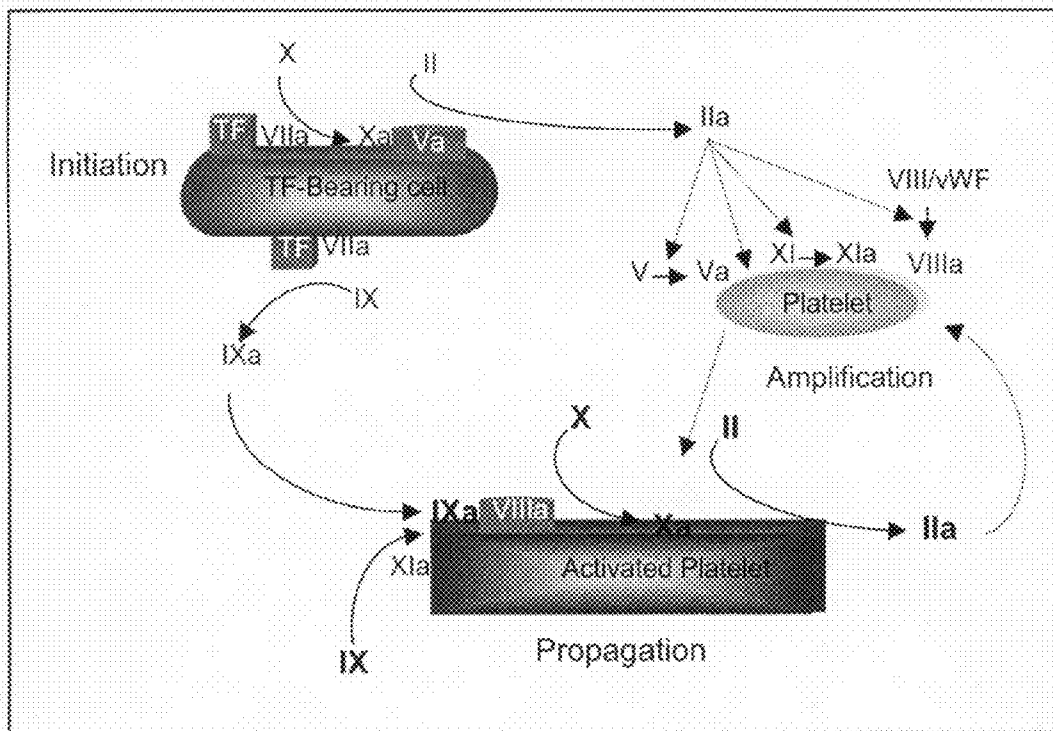 X
II
TF VIIa Xa Va
IIa
Initiation
TF-Bearing cell
VIII/vWF
TF VIIa
XI XIa
V Va
VIIIa
IX
Platelet
IXa
Amplification
X
II
IXa VIIIa
Xa
IIa
XIa
Activated Platelet
IX
Propagation